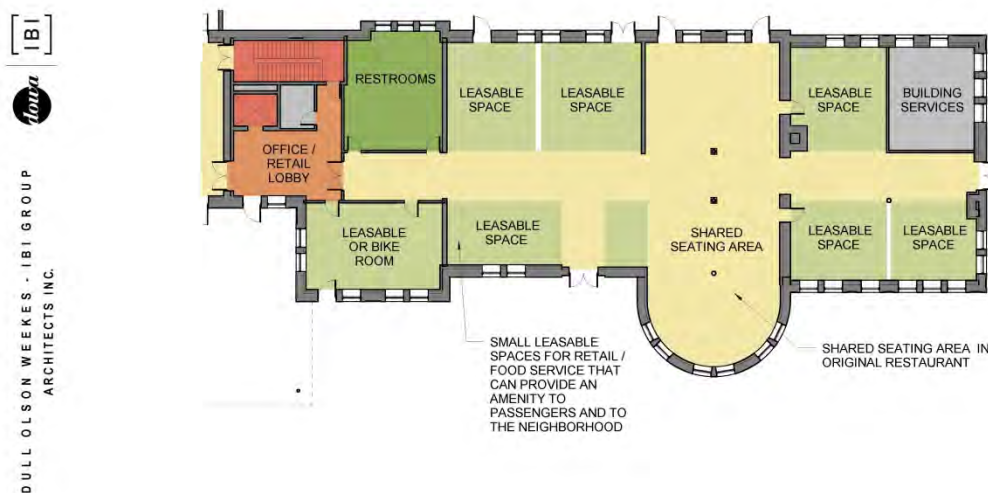 IBI
dowa
DULL OLSON WEEKES - IBI GROUP
ARCHITECTS INC.
RESTROOMS
LEASABLE
SPACE
LEASABLE
SPACE
LEASABLE
SPACE
BUILDING
SERVICES
OFFICE /
RETAIL
LOBBY
LEASABLE
OR BIKE
ROOM
LEASABLE
SPACE
SHARED
SEATING AREA
LEASABLE
SPACE
LEASABLE
SPACE
SMALL LEASABLE
SPACES FOR RETAIL /
FOOD SERVICE THAT
CAN PROVIDE AN
AMENITY TO
PASSENGERS AND TO
THE NEIGHBORHOOD
SHARED SEATING AREA IN
ORIGINAL RESTAURANT